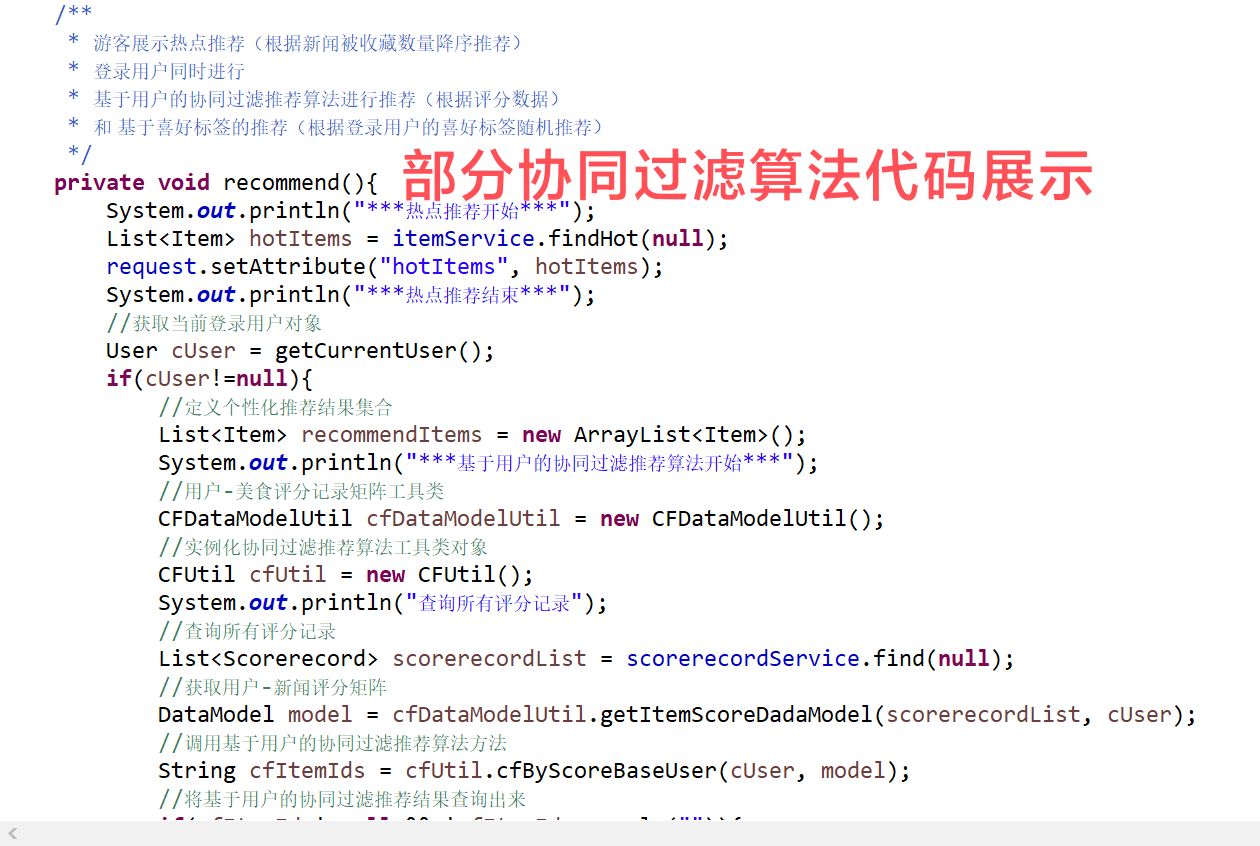 /**
 * 游客展示热点推荐（根据新闻被收藏数量降序推荐）
 * 登录用户同时进行
 * 基于用户的协同过滤推荐算法进行推荐（根据评分数据）
 * 和 基于喜好标签的推荐（根据登录用户的喜好标签随机推荐）
 */
部分协同过滤算法代码展示
private void recommend(){
System.out.println("***热点推荐开始***");
List<Item> hotItems = itemService.findHot(null);
request.setAttribute("hotItems", hotItems);
System.out.println("***热点推荐结束***");
//获取当前登录用户对象
User cUser = getCurrentUser();
if(cUser!=null){
//定义个性化推荐结果集合
List<Item> recommendItems = new ArrayList<Item>();
System.out.println("***基于用户的协同过滤推荐算法开始***");
//用户-美食评分记录矩阵工具类
CFDataModelUtil cfDataModelUtil = new CFDataModelUtil();
//实例化协同过滤推荐算法工具类对象
CFUtil cfUtil = new CFUtil();
System.out.println("查询所有评分记录");
//查询所有评分记录
List<Scorerecord> scorerecordList = scorerecordService.find(null);
//获取用户-新闻评分矩阵
DataModel model = cfDataModelUtil.getItemScoreDadaModel(scorerecordList, cUser);
//调用基于用户的协同过滤推荐算法方法
String cfItemIds = cfUtil.cfByScoreBaseUser(cUser, model);
//将基于用户的协同过滤推荐结果查询出来